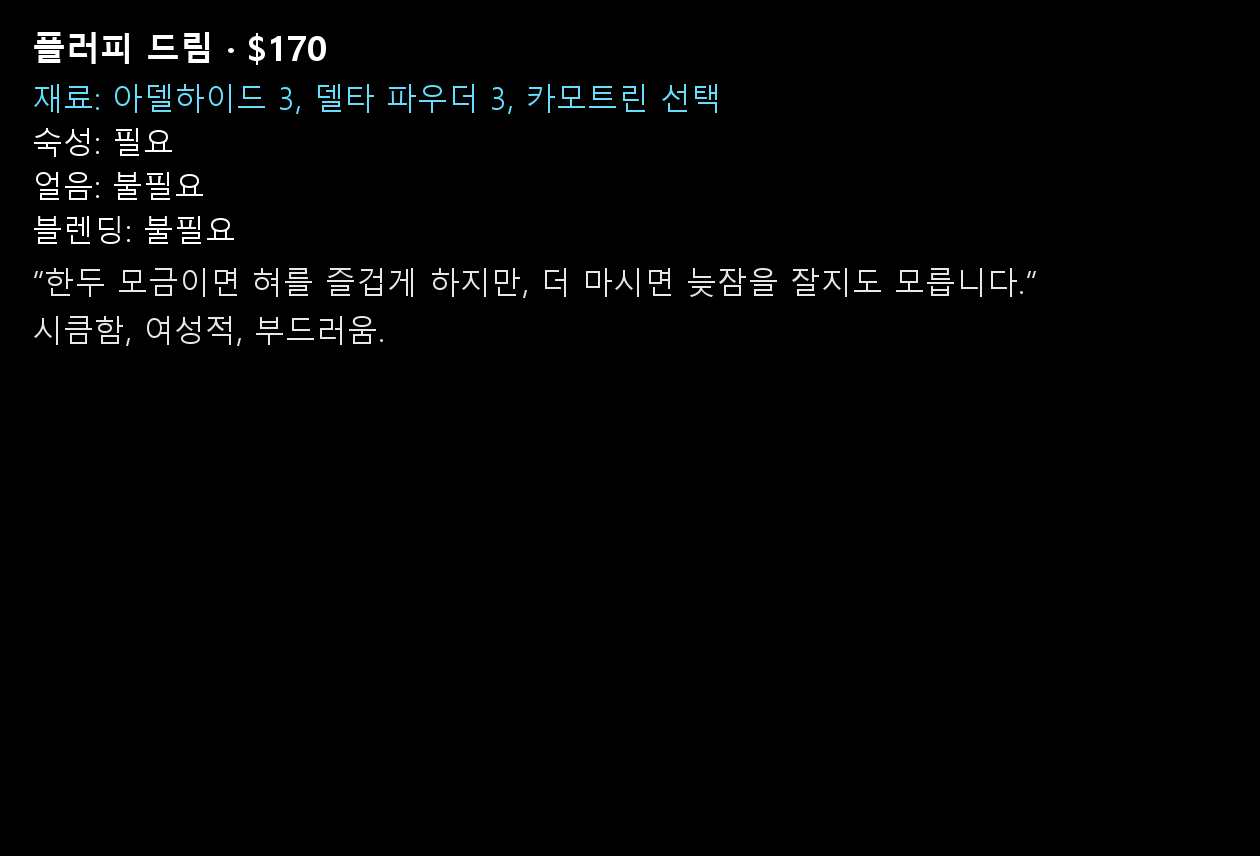 플러피 드림 · $170
재료: 아델하이드 3, 델타 파우더 3, 카모트린 선택
숙성: 필요
얼음: 불필요
블렌딩: 불필요
"한두 모금이면 혀를 즐겁게 하지만, 더 마시면 늦잠을 잘지도 모릅니다."
시큼함, 여성적, 부드러움.